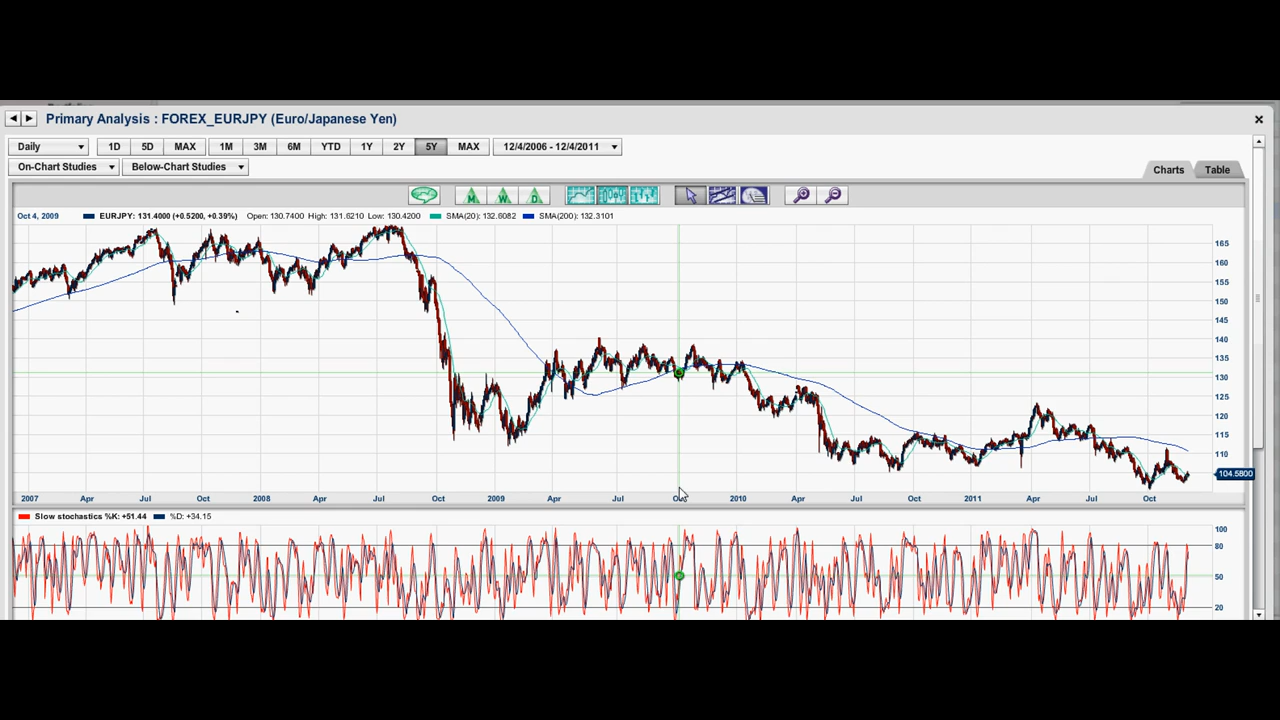 Primary Analysis : FOREX_EURJPY (Euro/Japanese Yen)
Daily 1D 5D MAX 1M 3M 6M YTD 1Y 2Y 5Y MAX 12/4/2006 - 12/4/2011
On-Chart Studies Below-Chart Studies Charts Table
M W D
Oct 4, 2009 EURJPY: 131.4000 (+0.5200, +0.39%) Open: 130.7400 High: 131.6210 Low: 130.4200 SMA(20): 132.6082 SMA(200): 132.3101
165
160
155
150
145
140
135
130
125
120
115
110
104.5800
2007 Apr Jul Oct 2008 Apr Jul Oct 2009 Apr Jul Oct 2010 Apr Jul Oct 2011 Apr Jul Oct
Slow stochastics %K: +51.44 %D: +34.15
100
80
50
20